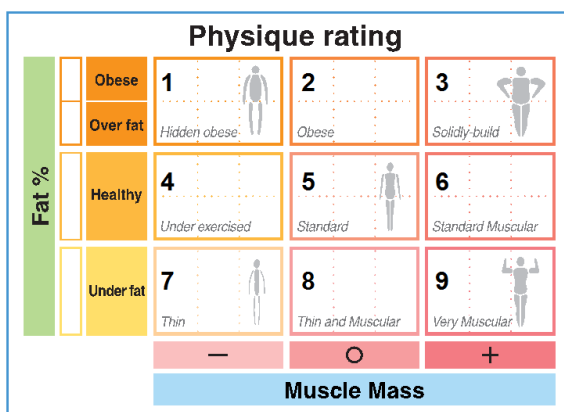 Physique rating
Fat %
Obese
Over fat
1
Hidden obese
2
Obese
3
Solidly-build
Healthy
4
Under exercised
5
Standard
6
Standard Muscular
Under fat
7
Thin
8
Thin and Muscular
9
Very Muscular
— O +
Muscle Mass